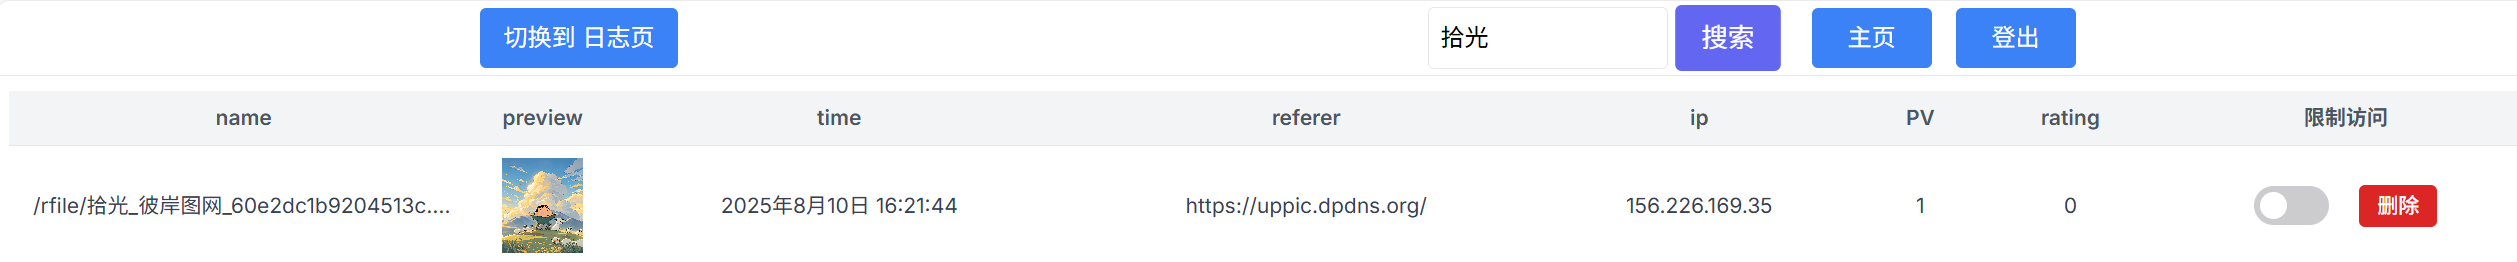 切换到 日志页 拾光 搜索 主页 登出
name preview time referer ip PV rating 限制访问
/rfile/拾光_彼岸图网_60e2dc1b9204513c.... 2025年8月10日 16:21:44 https://uppic.dpdns.org/ 156.226.169.35 1 0 删除